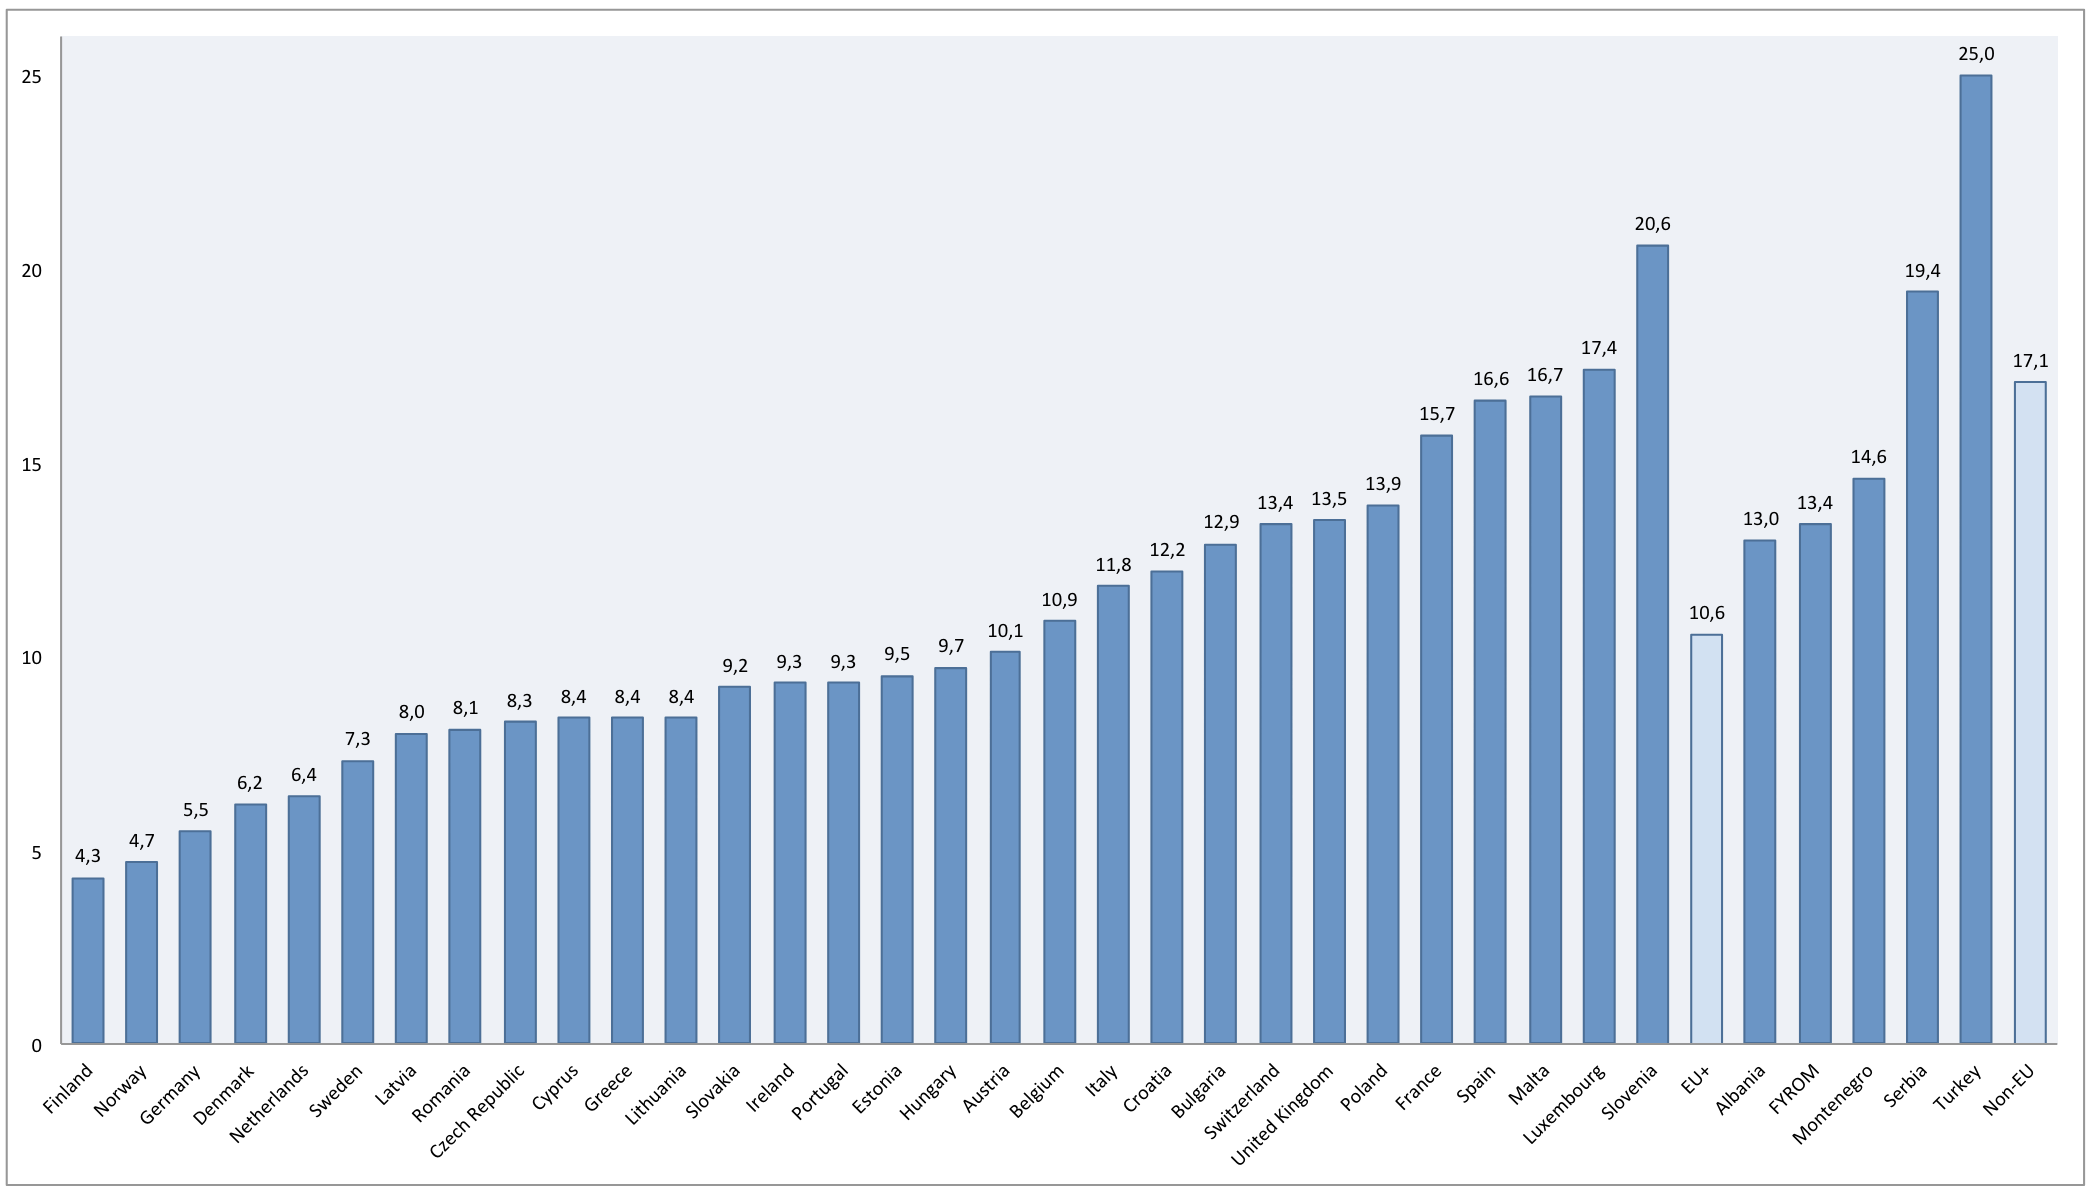 25
20
15
10
5
0
4,3
4,7
5,5
6,2
6,4
7,3
8,0
8,1
8,3
8,4
8,4
8,4
9,2
9,3
9,3
9,5
9,7
10,1
10,9
11,8
12,2
12,9
13,4
13,5
13,9
15,7
16,6
16,7
17,4
20,6
10,6
13,0
13,4
14,6
19,4
25,0
17,1
Finland
Norway
Germany
Denmark
Netherlands
Sweden
Latvia
Romania
Czech Republic
Cyprus
Greece
Lithuania
Slovakia
Ireland
Portugal
Estonia
Hungary
Austria
Belgium
Italy
Croatia
Bulgaria
Switzerland
United Kingdom
Poland
France
Spain
Malta
Luxembourg
Slovenia
EU+
Albania
FYROM
Montenegro
Serbia
Turkey
Non-EU